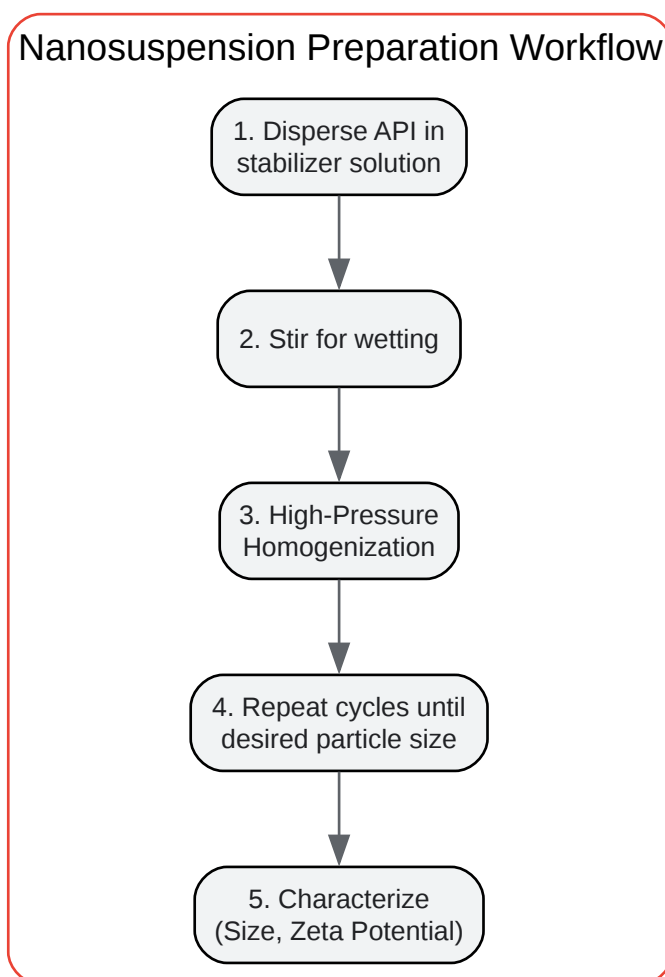 Nanosuspension Preparation Workflow
1. Disperse API in
stabilizer solution
2. Stir for wetting
3. High-Pressure
Homogenization
4. Repeat cycles until
desired particle size
5. Characterize
(Size, Zeta Potential)